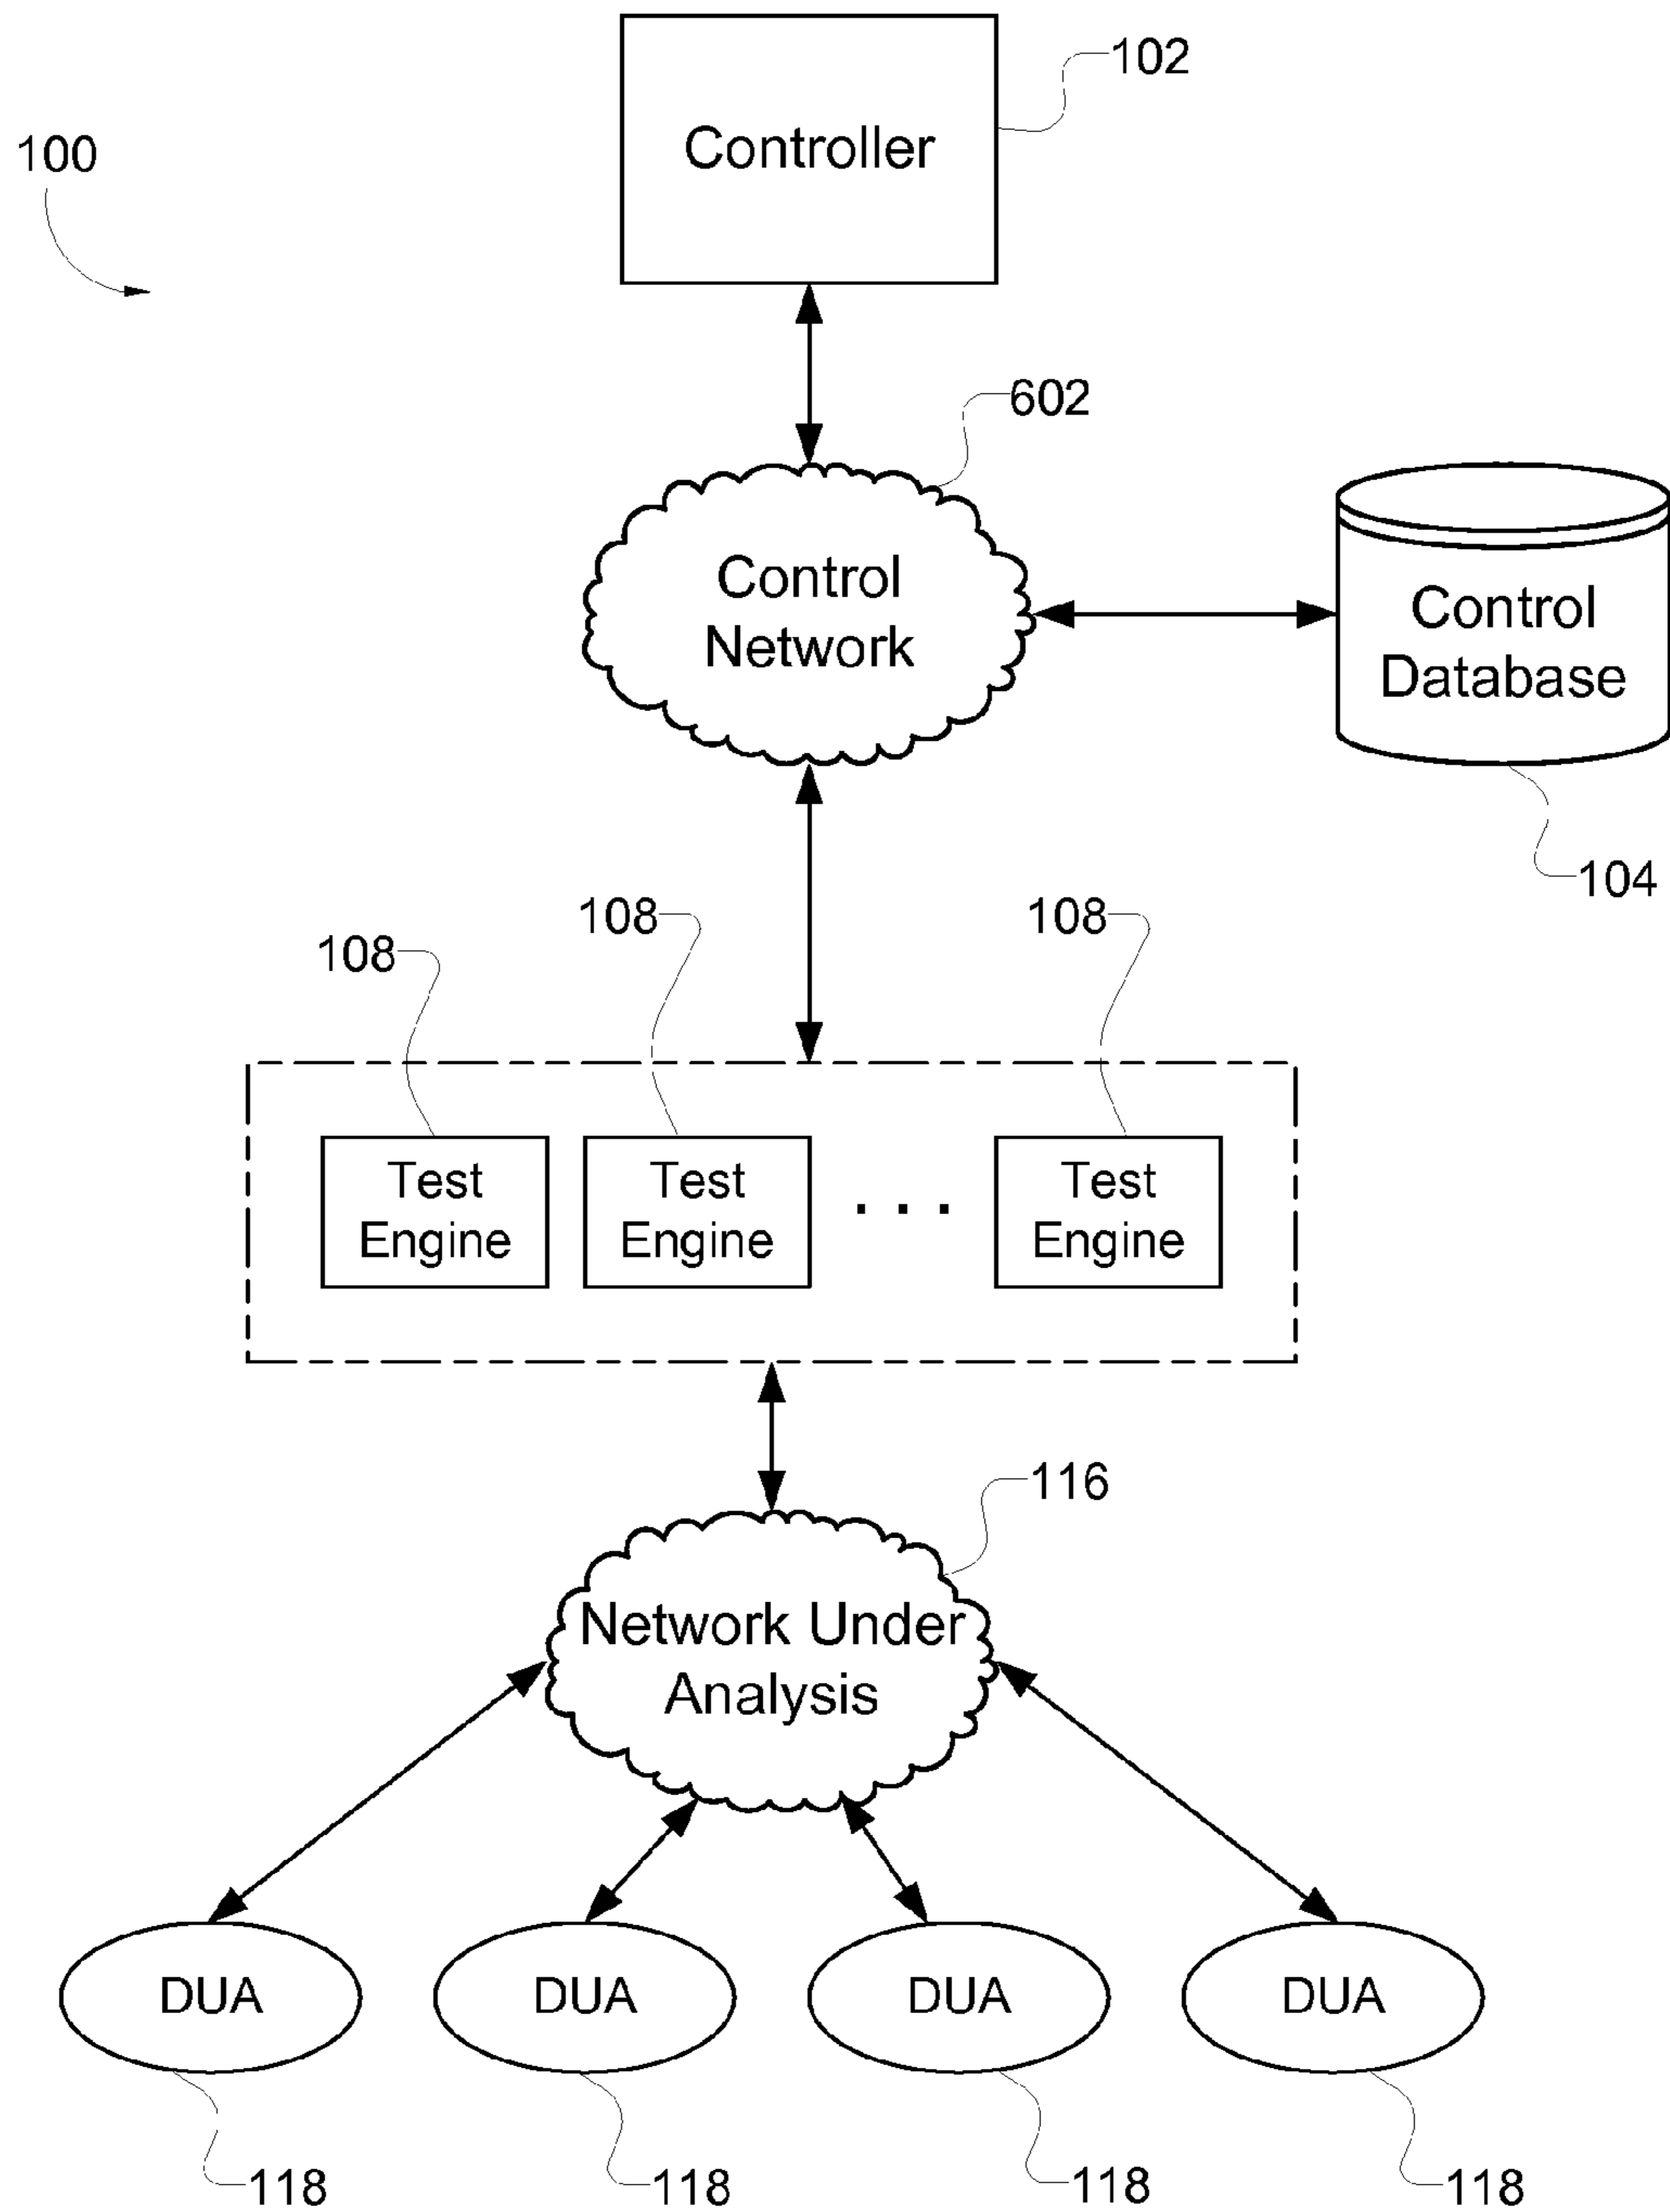 102
100
Controller
602
Control
Network
Control
Database
104
108
108
108
Test
Engine
Test
Engine
. . .
Test
Engine
116
Network Under
Analysis
DUA
DUA
DUA
DUA
118
118
118
118